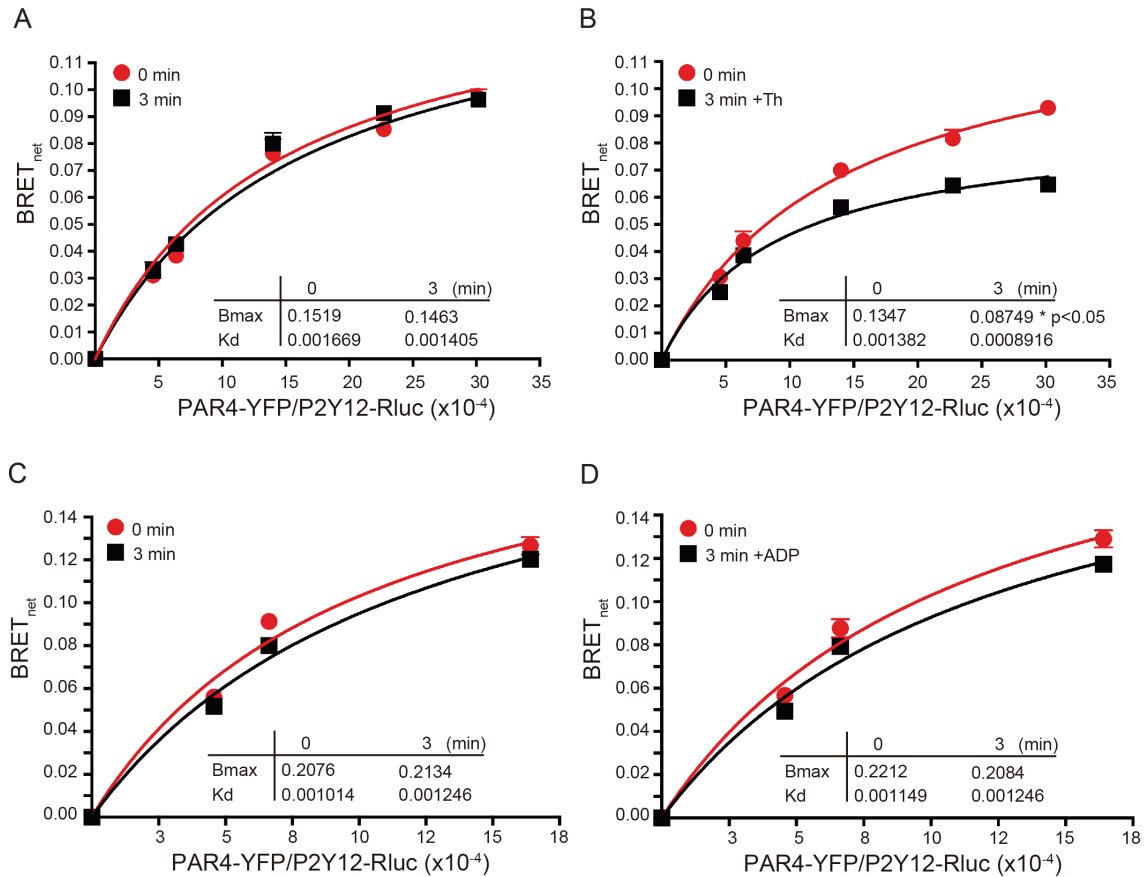 A
BRETnet
0.11
0.10
0.09
0.08
0.07
0.06
0.05
0.04
0.03
0.02
0.01
0.00
0 min
3 min
0 3 (min)
Bmax 0.1519 0.1463
Kd 0.001669 0.001405
5 10 15 20 25 30 35
PAR4-YFP/P2Y12-Rluc (x10-4)
B
BRETnet
0.11
0.10
0.09
0.08
0.07
0.06
0.05
0.04
0.03
0.02
0.01
0.00
0 min
3 min +Th
0 3 (min)
Bmax 0.1347 0.08749 * p<0.05
Kd 0.001382 0.0008916
5 10 15 20 25 30 35
PAR4-YFP/P2Y12-Rluc (x10-4)
C
BRETnet
0.14
0.12
0.10
0.08
0.06
0.04
0.02
0.00
0 min
3 min
0 3 (min)
Bmax 0.2076 0.2134
Kd 0.001014 0.001246
3 5 8 10 12 15 18
PAR4-YFP/P2Y12-Rluc (x10-4)
D
BRETnet
0.14
0.12
0.10
0.08
0.06
0.04
0.02
0.00
0 min
3 min +ADP
0 3 (min)
Bmax 0.2212 0.2084
Kd 0.001149 0.001246
3 5 8 10 12 15 18
PAR4-YFP/P2Y12-Rluc (x10-4)